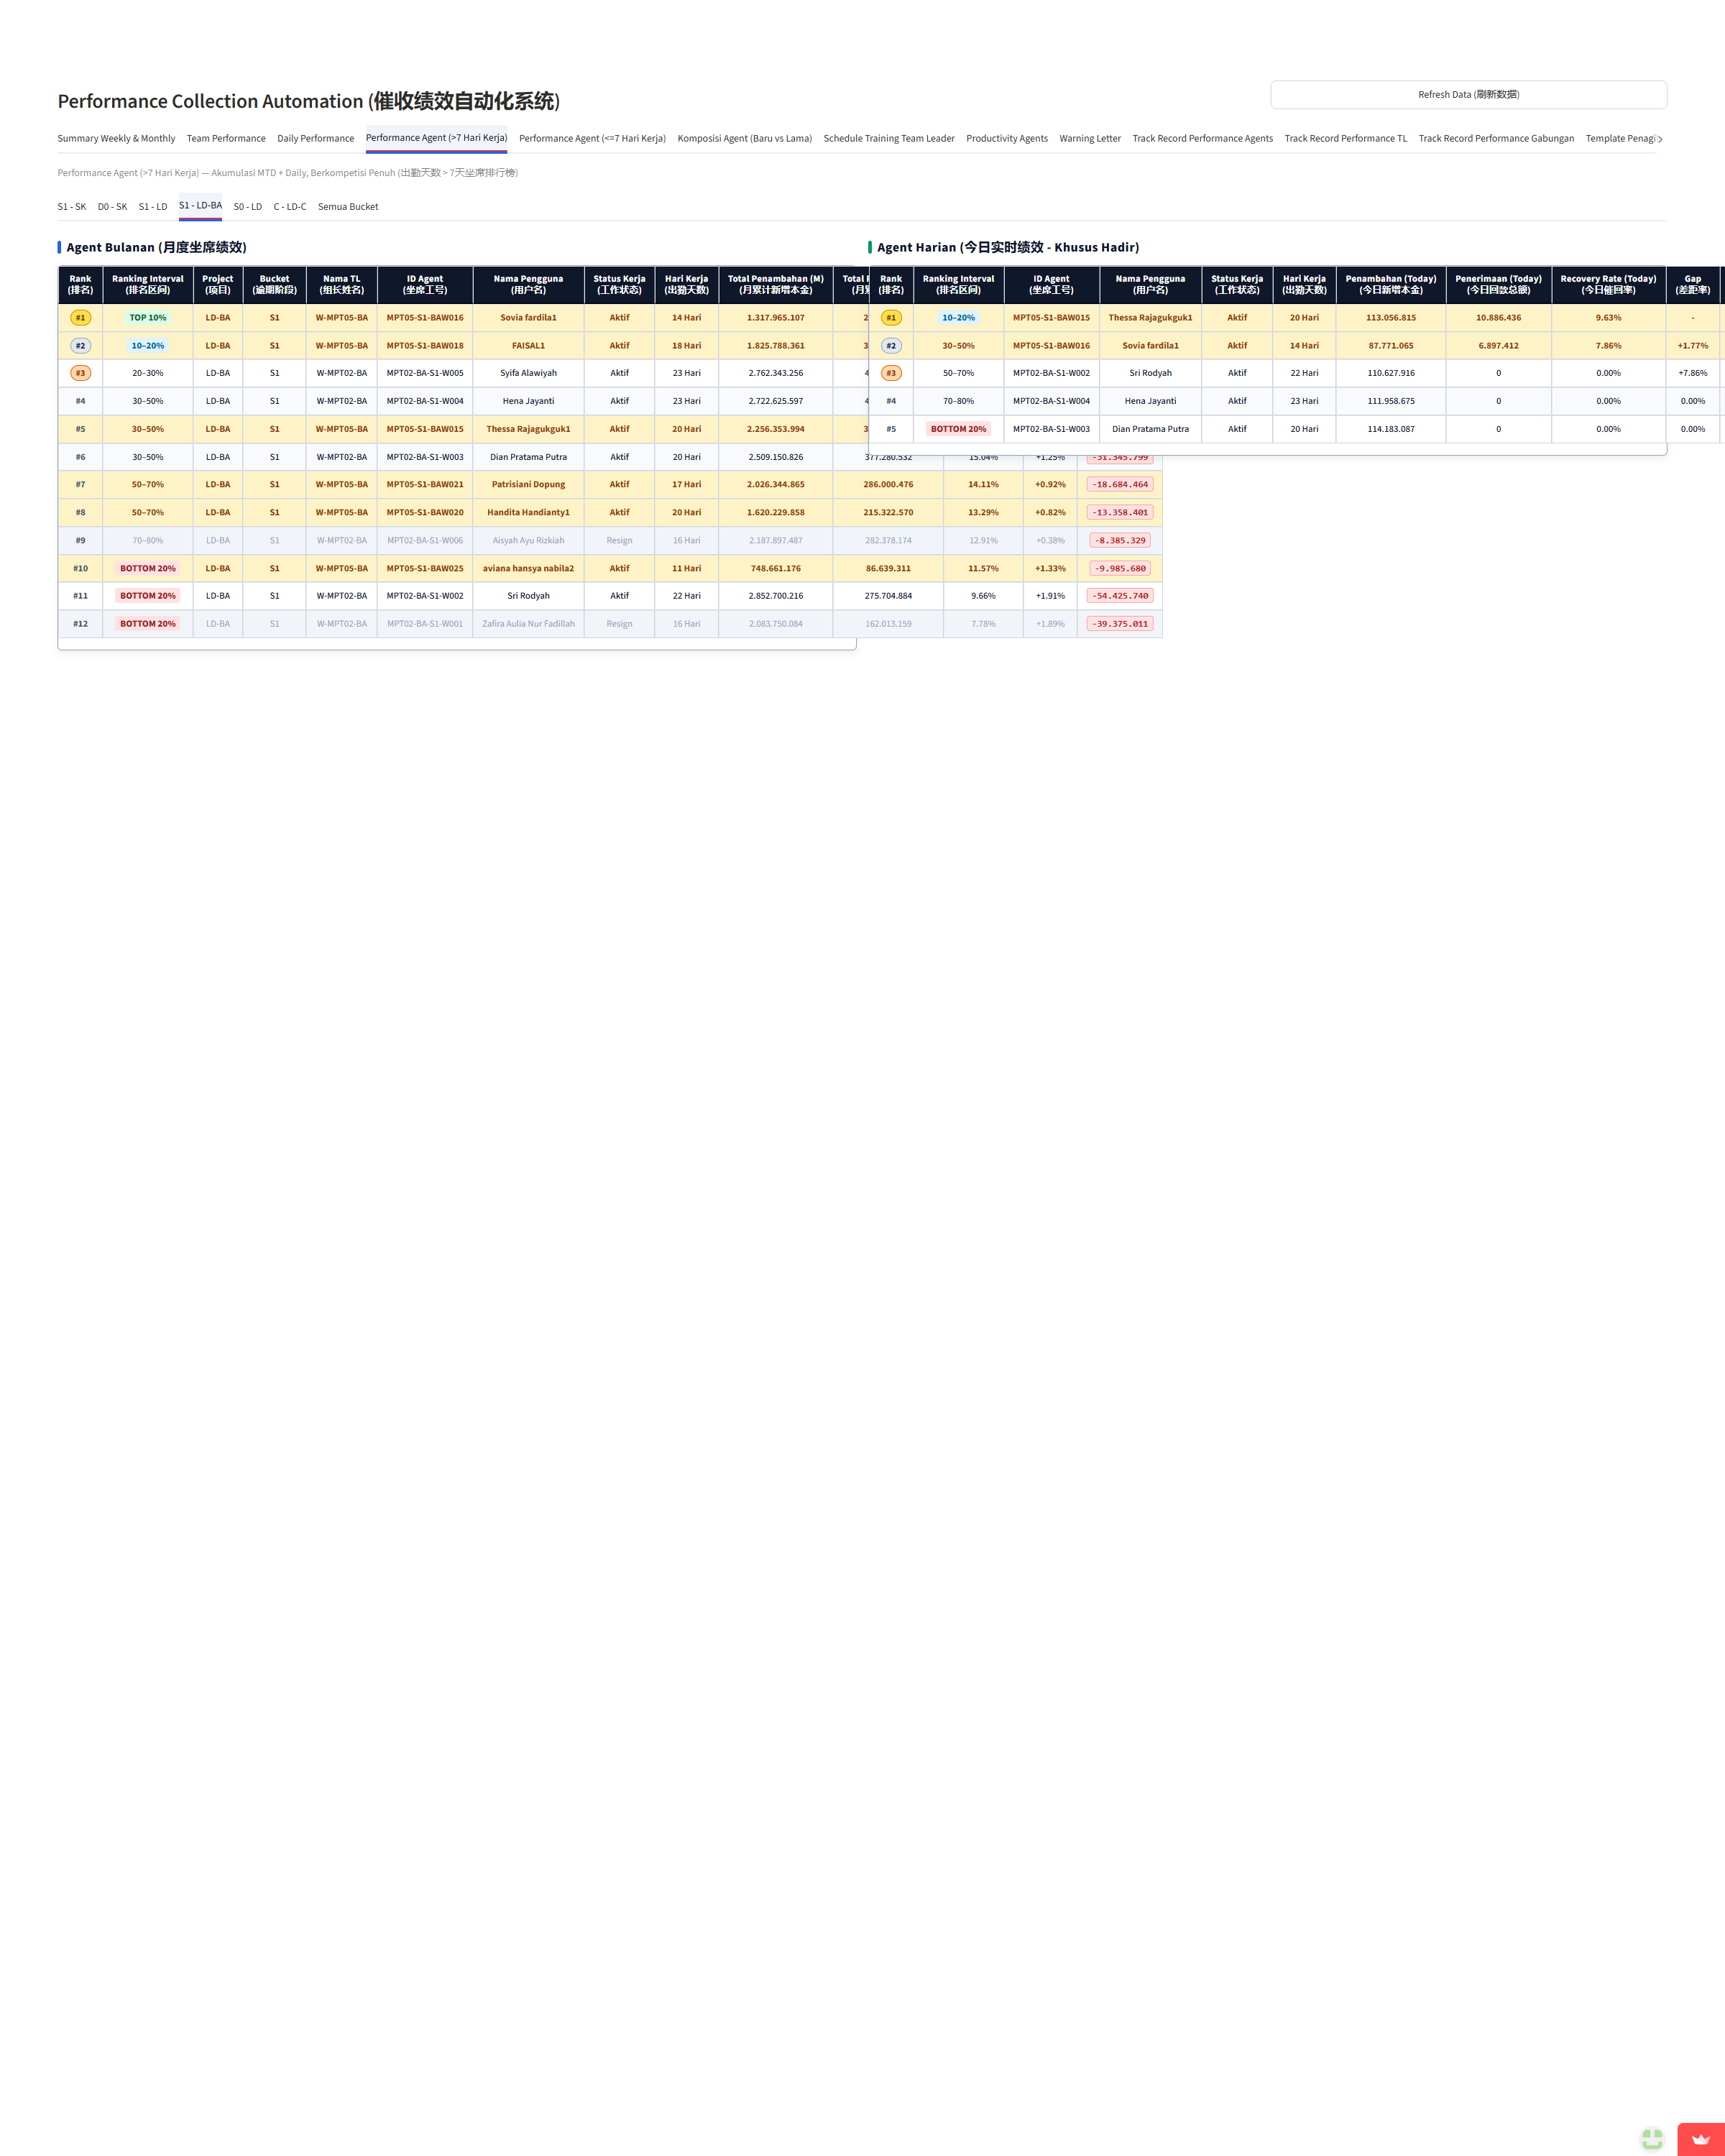 Performance Collection Automation (催收绩效自动化系统)
Refresh Data (刷新数据)
Summary Weekly & Monthly Team Performance Daily Performance Performance Agent (>7 Hari Kerja) Performance Agent (<=7 Hari Kerja) Komposisi Agent (Baru vs Lama) Schedule Training Team Leader Productivity Agents Warning Letter Track Record Performance Agents Track Record Performance TL Track Record Performance Gabungan Template Penagi
Performance Agent (>7 Hari Kerja) — Akumulasi MTD + Daily, Berkompetisi Penuh (出勤天数 > 7天坐席排行榜)
S1 - SK D0 - SK S1 - LD S1 - LD-BA S0 - LD C - LD-C Semua Bucket
Agent Bulanan (月度坐席绩效)
Rank Ranking Interval Project Bucket Nama TL ID Agent Nama Pengguna Status Kerja Hari Kerja Total Penambahan (M) Total
(排名) (排名区间) (项目) (逾期阶段) (组长姓名) (坐席工号) (用户名) (工作状态) (出勤天数) (月累计新增本金)
#1 TOP 10% LD-BA S1 W-MPT05-BA MPT05-S1-BAW016 Sovia fardila1 Aktif 14 Hari 1.317.965.107 2
#2 10–20% LD-BA S1 W-MPT05-BA MPT05-S1-BAW018 FAISAL1 Aktif 18 Hari 1.825.788.361 3
#3 20–30% LD-BA S1 W-MPT02-BA MPT02-BA-S1-W005 Syifa Alawiyah Aktif 23 Hari 2.762.343.256 4
#4 30–50% LD-BA S1 W-MPT02-BA MPT02-BA-S1-W004 Hena Jayanti Aktif 23 Hari 2.722.625.597 4
#5 30–50% LD-BA S1 W-MPT05-BA MPT05-S1-BAW015 Thessa Rajagukguk1 Aktif 20 Hari 2.256.353.994 3
#6 30–50% LD-BA S1 W-MPT02-BA MPT02-BA-S1-W003 Dian Pratama Putra Aktif 20 Hari 2.509.150.826 377.280.532 15.04% +1.25% -31.345.799
#7 50–70% LD-BA S1 W-MPT05-BA MPT05-S1-BAW021 Patrisiani Dopung Aktif 17 Hari 2.026.344.865 286.000.476 14.11% +0.92% -18.684.464
#8 50–70% LD-BA S1 W-MPT05-BA MPT05-S1-BAW020 Handita Handianty1 Aktif 20 Hari 1.620.229.858 215.322.570 13.29% +0.82% -13.358.401
#9 70–80% LD-BA S1 W-MPT02-BA MPT02-BA-S1-W006 Aisyah Ayu Rizkiah Resign 16 Hari 2.187.897.487 282.378.174 12.91% +0.38% -8.385.329
#10 BOTTOM 20% LD-BA S1 W-MPT05-BA MPT05-S1-BAW025 aviana hansya nabila2 Aktif 11 Hari 748.661.176 86.639.311 11.57% +1.33% -9.985.680
#11 BOTTOM 20% LD-BA S1 W-MPT02-BA MPT02-BA-S1-W002 Sri Rodyah Aktif 22 Hari 2.852.700.216 275.704.884 9.66% +1.91% -54.425.740
#12 BOTTOM 20% LD-BA S1 W-MPT02-BA MPT02-BA-S1-W001 Zafira Aulia Nur Fadillah Resign 16 Hari 2.083.750.084 162.013.159 7.78% +1.89% -39.375.011
Agent Harian (今日实时绩效 - Khusus Hadir)
Rank Ranking Interval ID Agent Nama Pengguna Status Kerja Hari Kerja Penambahan (Today) Penerimaan (Today) Recovery Rate (Today) Gap
(排名) (排名区间) (坐席工号) (用户名) (工作状态) (出勤天数) (今日新增本金) (今日回款总额) (今日催回率) (差距率)
#1 10–20% MPT05-S1-BAW015 Thessa Rajagukguk1 Aktif 20 Hari 113.056.815 10.886.436 9.63% -
#2 30–50% MPT05-S1-BAW016 Sovia fardila1 Aktif 14 Hari 87.771.065 6.897.412 7.86% +1.77%
#3 50–70% MPT02-BA-S1-W002 Sri Rodyah Aktif 22 Hari 110.627.916 0 0.00% +7.86%
#4 70–80% MPT02-BA-S1-W004 Hena Jayanti Aktif 23 Hari 111.958.675 0 0.00% 0.00%
#5 BOTTOM 20% MPT02-BA-S1-W003 Dian Pratama Putra Aktif 20 Hari 114.183.087 0 0.00% 0.00%